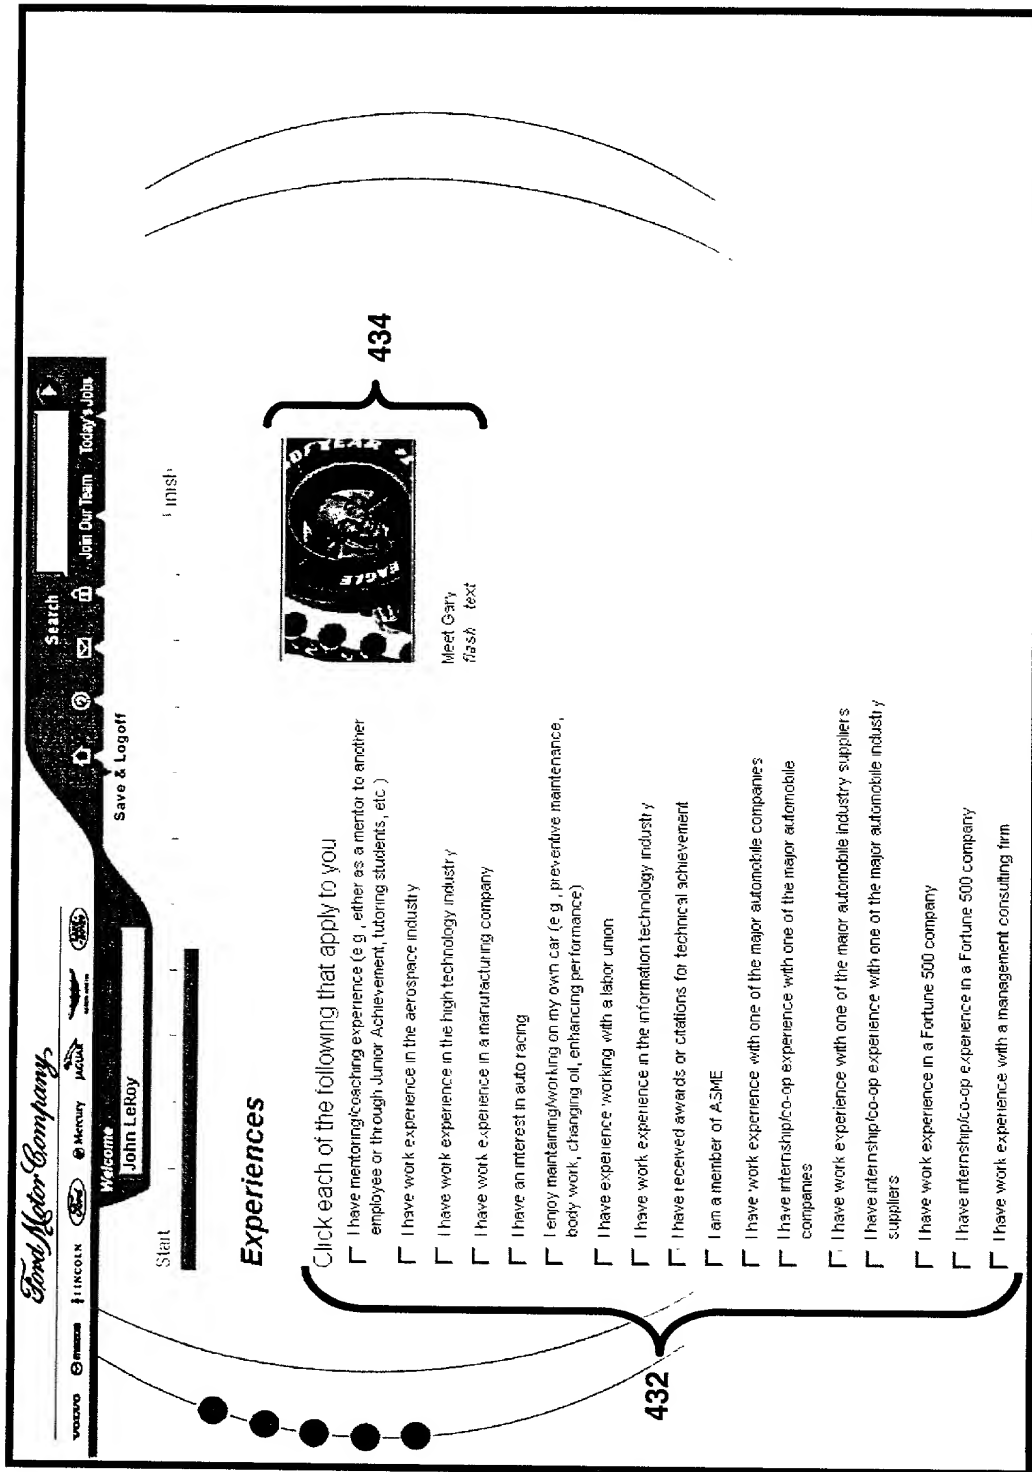 Ford Motor Company
VOLVO mazda LINCOLN Ford Mercury JAGUAR
Search
Join Our Team Today's Jobs
Welcome
John LeRoy
Save & Logoff
Start
Experiences
Click each of the following that apply to you
I have mentoring/coaching experience (e g , either as a mentor to another
employee or through Junior Achievement, tutoring students, etc )
I have work experience in the aerospace industry
I have work experience in the high technology industry
I have work experience in a manufacturing company
I have an interest in auto racing
I enjoy maintaining/working on my own car (e g , preventive maintenance,
body work, changing oil, enhancing performance)
I have experience working with a labor union
I have work experience in the information technology industry
I have received awards or citations for technical achievement
I am a member of ASME
I have work experience with one of the major automobile companies
I have internship/co-op experience with one of the major automobile
companies
I have work experience with one of the major automobile industry suppliers
I have internship/co-op experience with one of the major automobile industry
suppliers
I have work experience in a Fortune 500 company
I have internship/co-op experience in a Fortune 500 company
I have work experience with a management consulting firm
432
EAGLE
Meet Gary
flash text
434